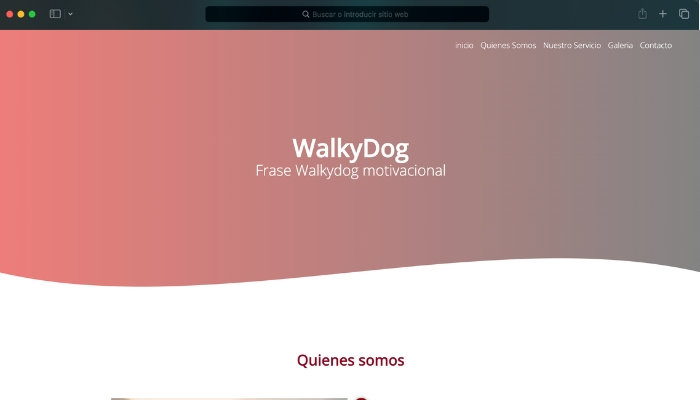 Buscar o introducir sitio web
inicio Quienes Somos Nuestro Servicio Galeria Contacto
WalkyDog
Frase Walkydog motivacional
Quienes somos